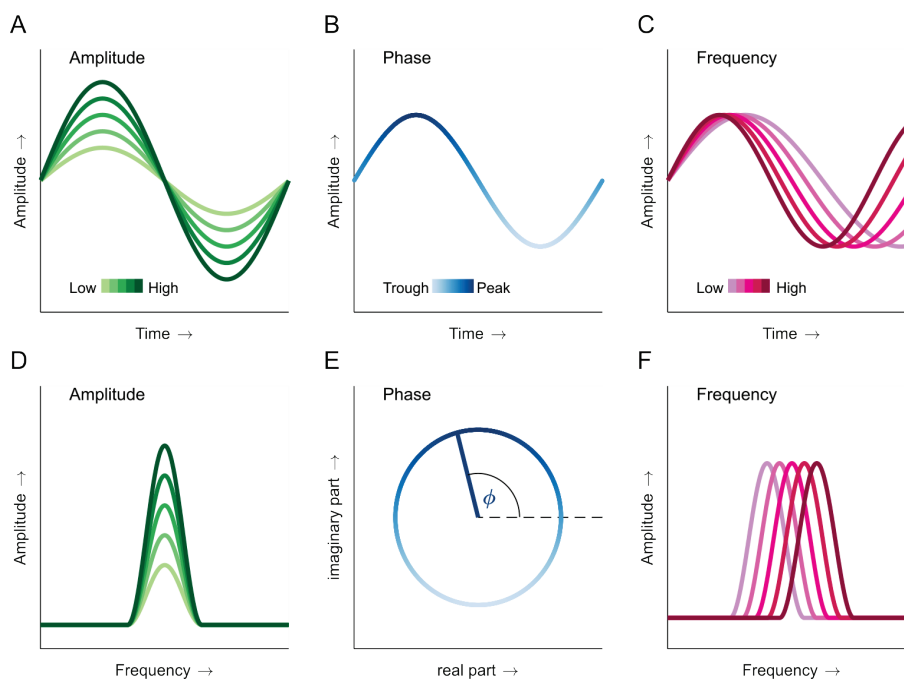 A
Amplitude
Amplitude →
Low High
Time →
B
Phase
Amplitude →
Trough Peak
Time →
C
Frequency
Amplitude →
Low High
Time →
D
Amplitude
Amplitude →
Frequency →
E
Phase
imaginary part →
ϕ
real part →
F
Frequency
Amplitude →
Frequency →